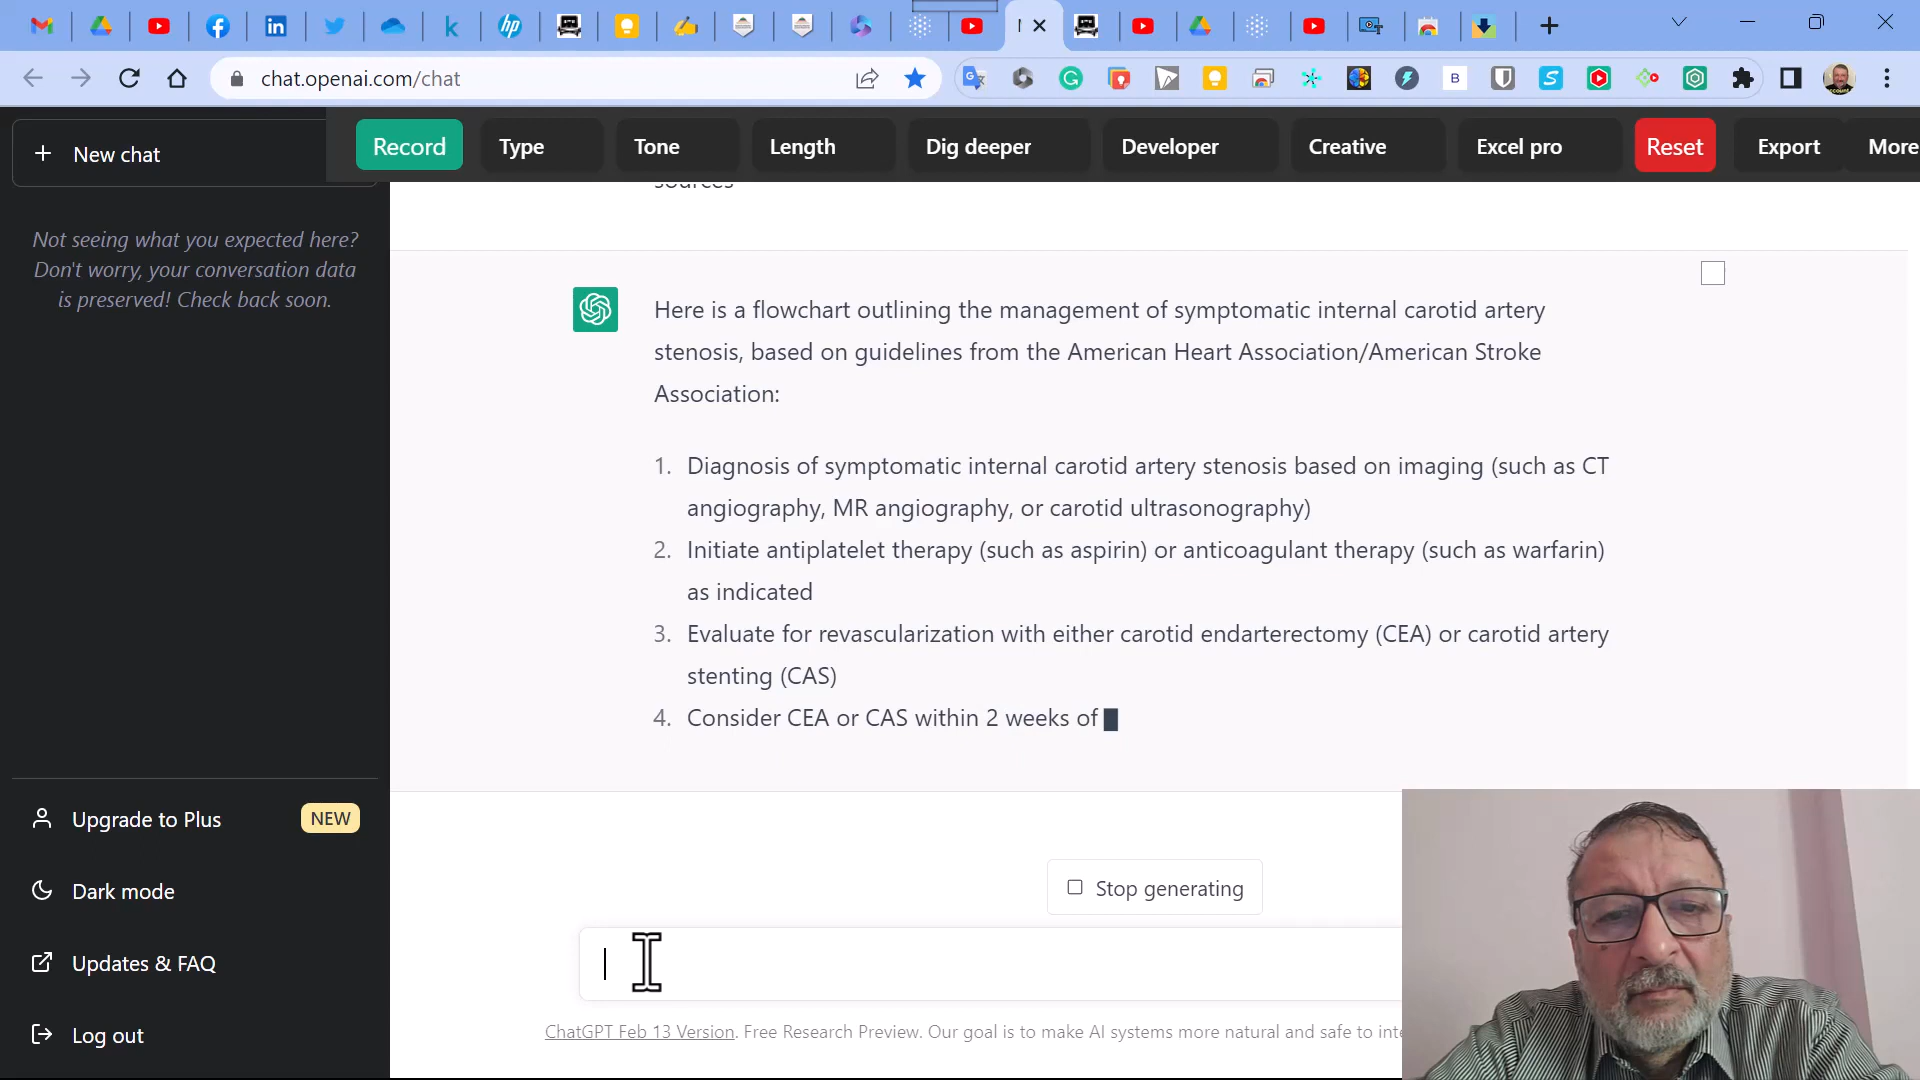 chat.openai.com/chat
New chat
Record
Type
Tone
Length
Dig deeper
Developer
Creative
Excel pro
Reset
Export
More
Not seeing what you expected here?
Don't worry, your conversation data
is preserved! Check back soon.
sources
Here is a flowchart outlining the management of symptomatic internal carotid artery
stenosis, based on guidelines from the American Heart Association/American Stroke
Association:
1. Diagnosis of symptomatic internal carotid artery stenosis based on imaging (such as CT
angiography, MR angiography, or carotid ultrasonography)
2. Initiate antiplatelet therapy (such as aspirin) or anticoagulant therapy (such as warfarin)
as indicated
3. Evaluate for revascularization with either carotid endarterectomy (CEA) or carotid artery
stenting (CAS)
4. Consider CEA or CAS within 2 weeks of
Upgrade to Plus
NEW
Dark mode
Updates & FAQ
Log out
Stop generating
ChatGPT Feb 13 Version. Free Research Preview. Our goal is to make AI systems more natural and safe to